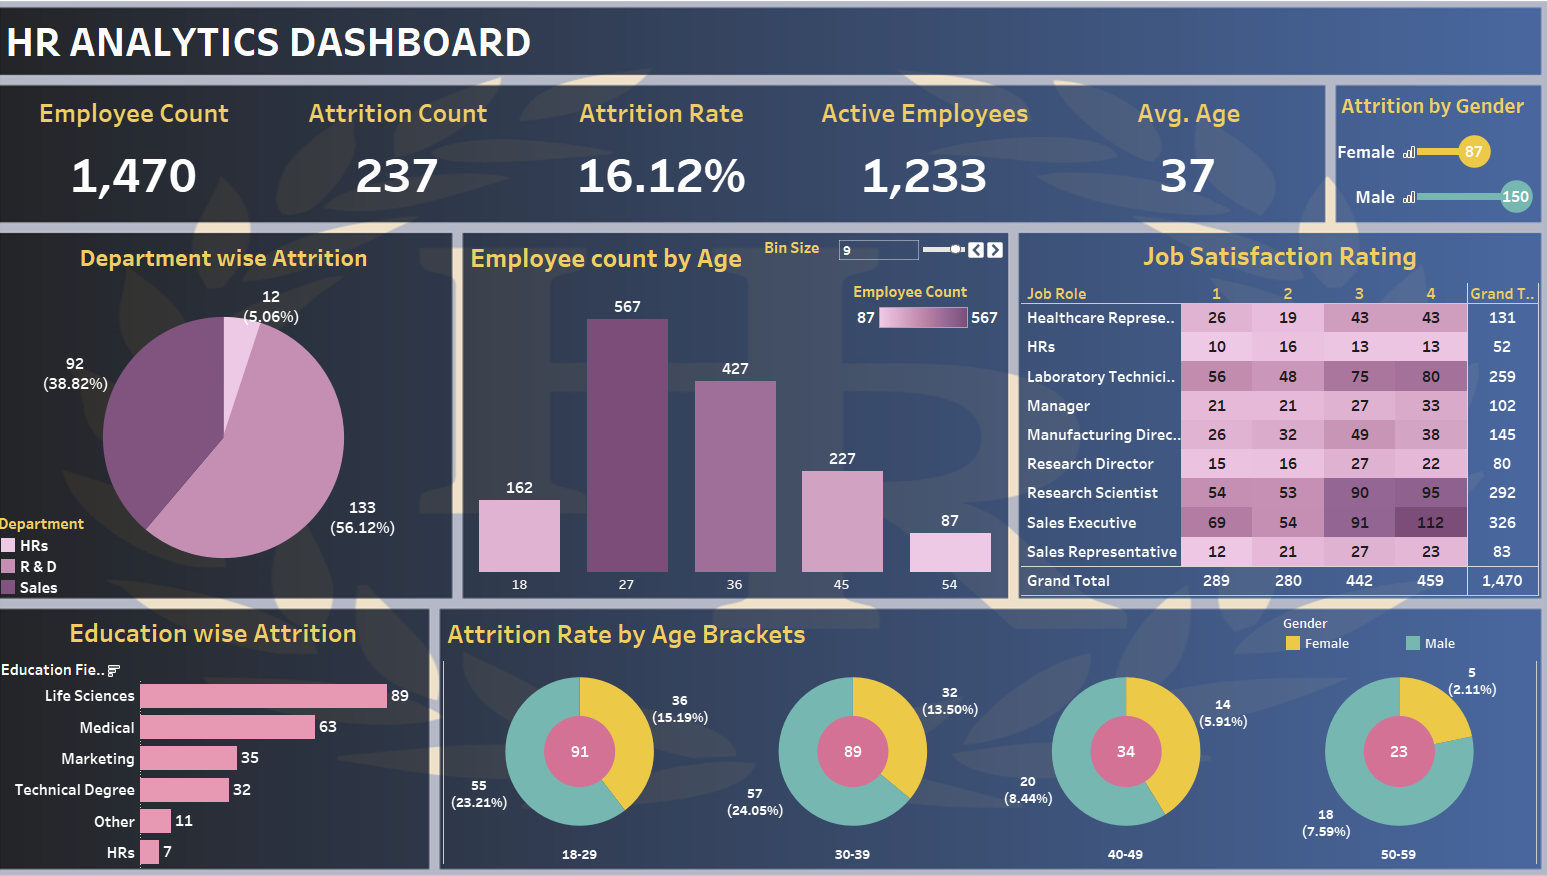 HR ANALYTICS DASHBOARD
Employee Count
Attrition Count
Attrition Rate
Active Employees
Avg. Age
1,470
237
16.12%
1,233
37
Attrition by Gender
Female 87
Male 150
Department wise Attrition
12
(5.06%)
92
(38.82%)
133
(56.12%)
Department
HRs
R & D
Sales
Employee count by Age
Bin Size 9
Employee Count
87 567
567
427
227
162
87
18 27 36 45 54
Job Satisfaction Rating
Job Role 1 2 3 4 Grand T..
Healthcare Represe.. 26 19 43 43 131
HRs 10 16 13 13 52
Laboratory Technici.. 56 48 75 80 259
Manager 21 21 27 33 102
Manufacturing Direc.. 26 32 49 38 145
Research Director 15 16 27 22 80
Research Scientist 54 53 90 95 292
Sales Executive 69 54 91 112 326
Sales Representative 12 21 27 23 83
Grand Total 289 280 442 459 1,470
Education wise Attrition
Education Fie..
Life Sciences 89
Medical 63
Marketing 35
Technical Degree 32
Other 11
HRs 7
Attrition Rate by Age Brackets
Gender
Female Male
36
(15.19%)
91
55
(23.21%)
18-29
32
(13.50%)
89
57
(24.05%)
30-39
14
(5.91%)
34
20
(8.44%)
40-49
5
(2.11%)
23
18
(7.59%)
50-59
HR